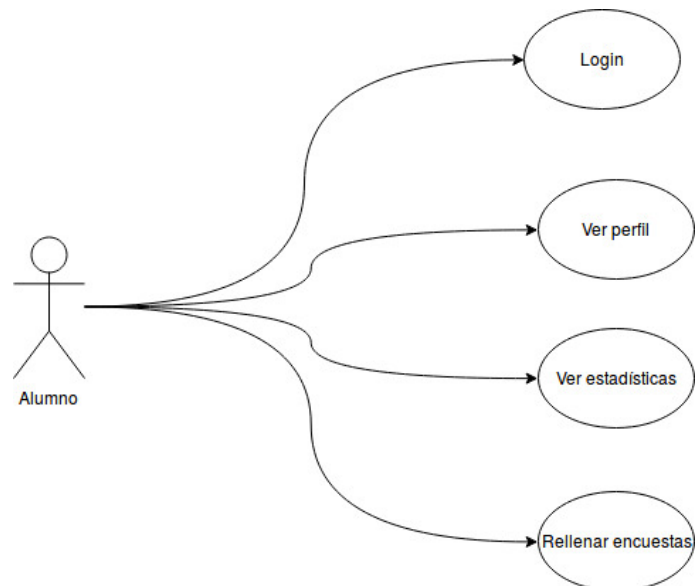 Login
Ver perfil
Alumno
Ver estadísticas
Rellenar encuestas